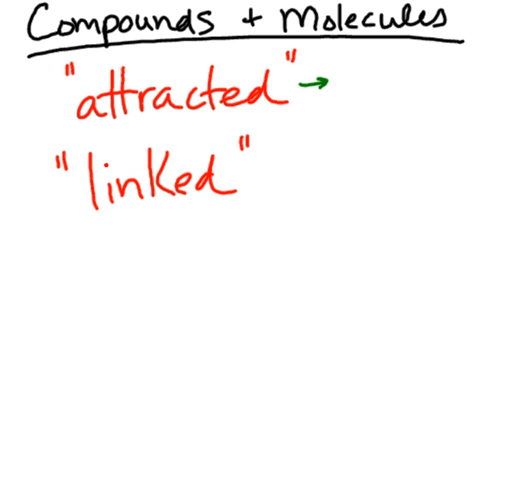 Compounds + Molecules
"attracted" →
"linked"